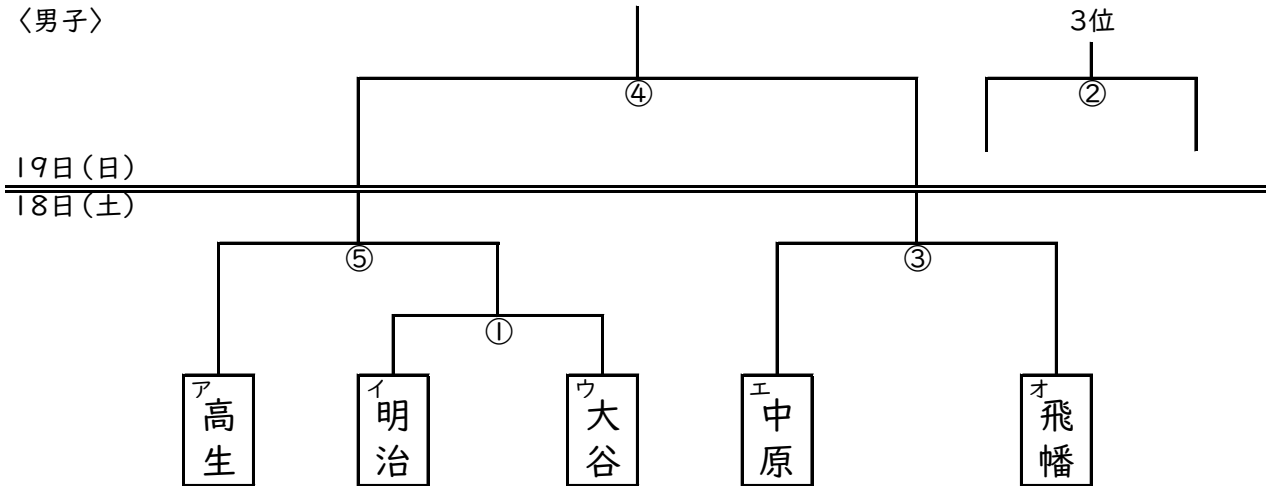 〈男子〉
3位
④
②
19日(日)
18日(土)
⑤
③
①
ア
高生
イ
明治
ウ
大谷
エ
中原
オ
飛幡